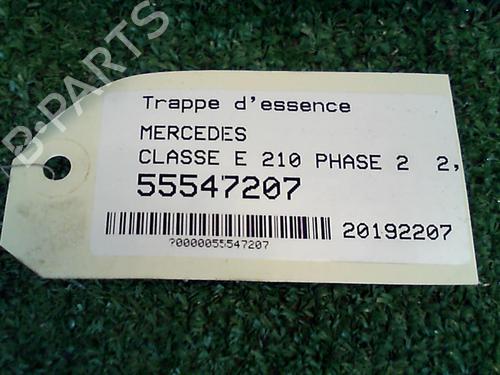 B-PARTS
Trappe d'essence
MERCEDES
CLASSE E 210 PHASE 2 2,
55547207
20192207
?0000055547207